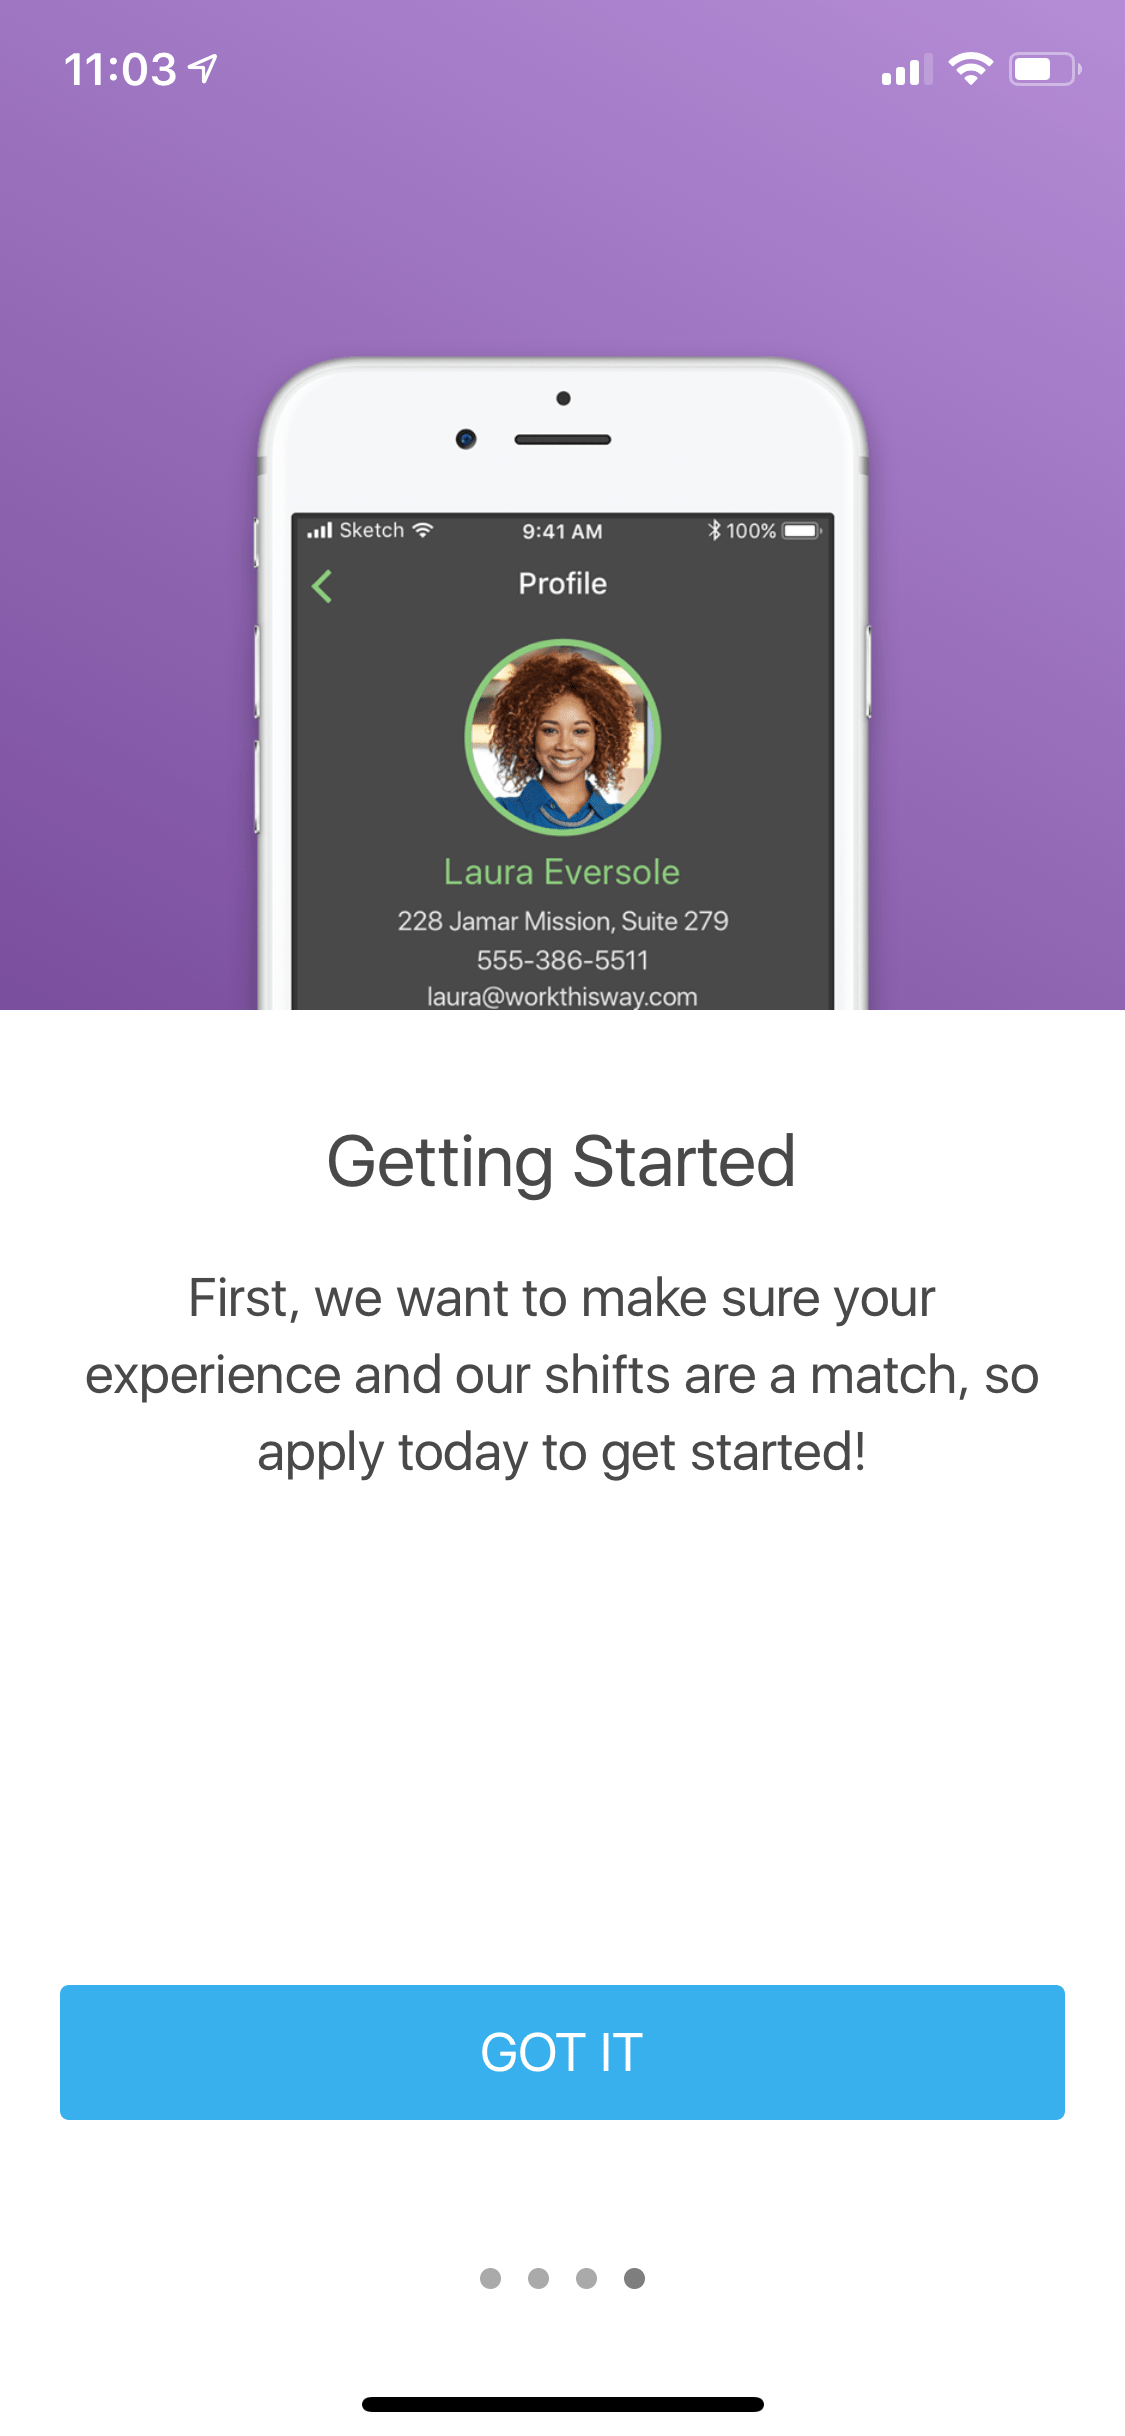 11:03
Sketch 9:41 AM 100%
Profile
Laura Eversole
228 Jamar Mission, Suite 279
555-386-5511
laura@workthisway.com
Getting Started
First, we want to make sure your
experience and our shifts are a match, so
apply today to get started!
GOT IT